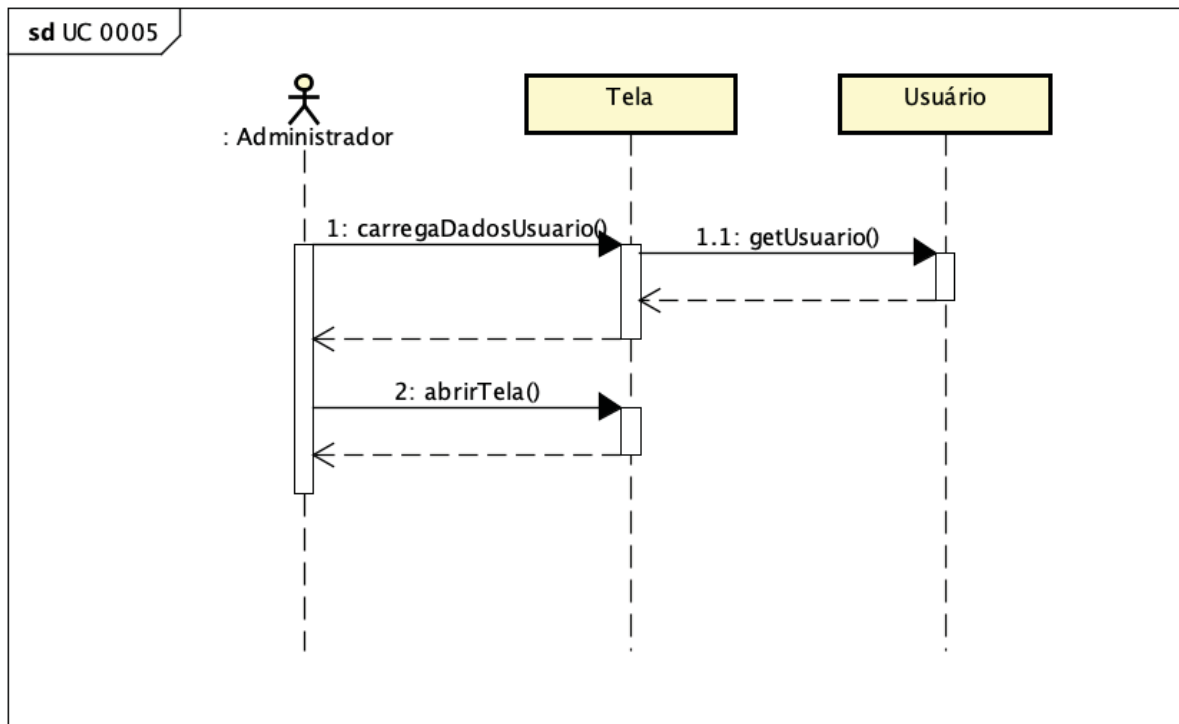 sd UC 0005
: Administrador
Tela
Usuário
1: carregaDadosUsuario()
1.1: getUsuario()
2: abrirTela()